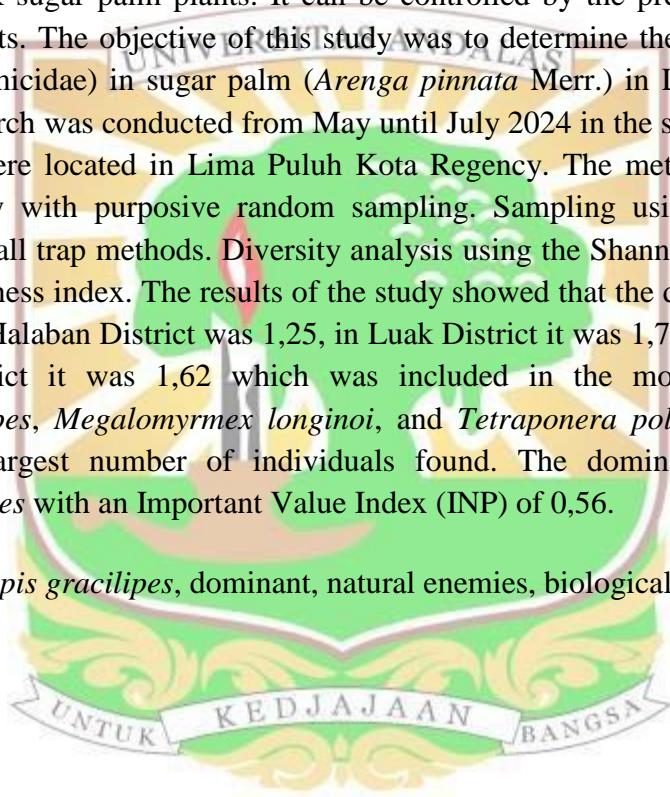 sugar palm plants. It can be controlled by the
ts. The objective of this study was to determine the
UNIVERSITAS ANDALAS
nicidae) in sugar palm (Arenga pinnata Merr.) in
rch was conducted from May until July 2024 in the s
ere located in Lima Puluh Kota Regency. The met
y with purposive random sampling. Sampling usi
all trap methods. Diversity analysis using the Shann
ness index. The results of the study showed that the
Halaban District was 1,25, in Luak District it was 1,7
ict it was 1,62 which was included in the mo
pes, Megalomyrmex longinoi, and Tetraponera pol
argest number of individuals found. The domin
es with an Important Value Index (INP) of 0,56.
pis gracilipes, dominant, natural enemies, biological
UNTUK KEDJAJAAN BANGSA